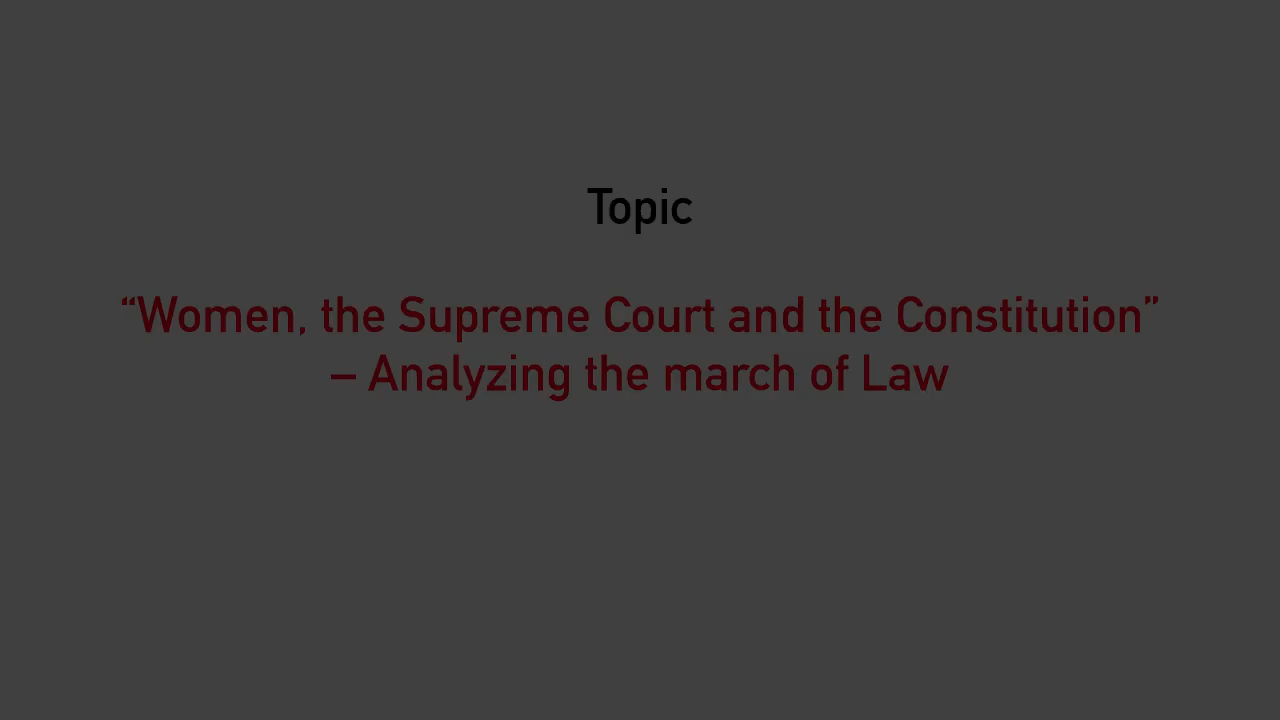 Topic
“Women, the Supreme Court and the Constitution”
– Analyzing the march of Law